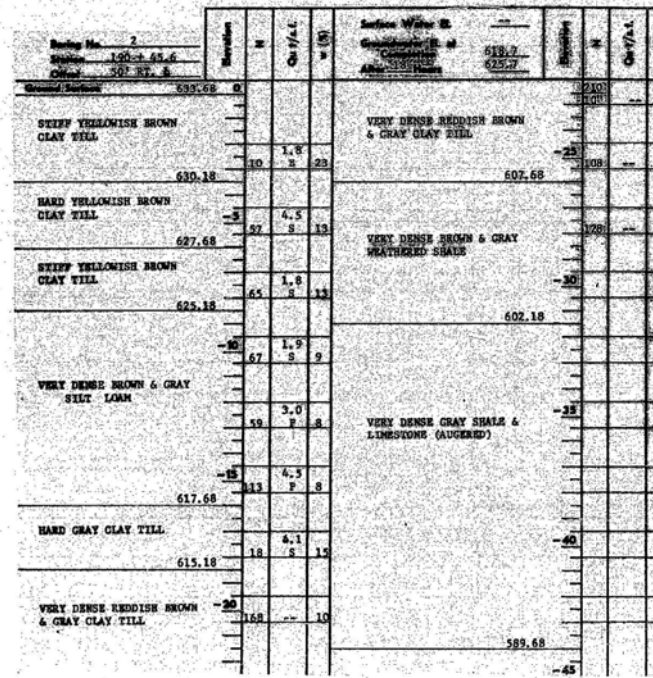 Boring No. 2
Station 190 + 45.6
Offset 50' RT. &
Elevation
N
Qu t/s.f.
w (%)
Surface Water El. --
Groundwater El. at
Completion 618.7
After Hours 625.7
Elevation
N
Qu t/s.f.
Ground Surface 633.68 0
STIFF YELLOWISH BROWN
CLAY TILL
1.8
10 S 23
630.18
HARD YELLOWISH BROWN
CLAY TILL
-5 4.5
57 S 13
627.68
STIFF YELLOWISH BROWN
CLAY TILL
1.8
65 S 13
625.18
-10 1.9
67 S 9
VERY DENSE BROWN & GRAY
SILT LOAM
3.0
59 P 8
-15 4.5
113 P 8
617.68
HARD GRAY CLAY TILL
18 S 15
615.18
VERY DENSE REDDISH BROWN
& GRAY CLAY TILL
-20
168 -- 10
210
--
VERY DENSE REDDISH BROWN
& GRAY CLAY TILL
-25
108 --
607.68
128 --
VERY DENSE BROWN & GRAY
WEATHERED SHALE
-30
602.18
-35
VERY DENSE GRAY SHALE &
LIMESTONE (AUGERED)
-40
589.68
-45